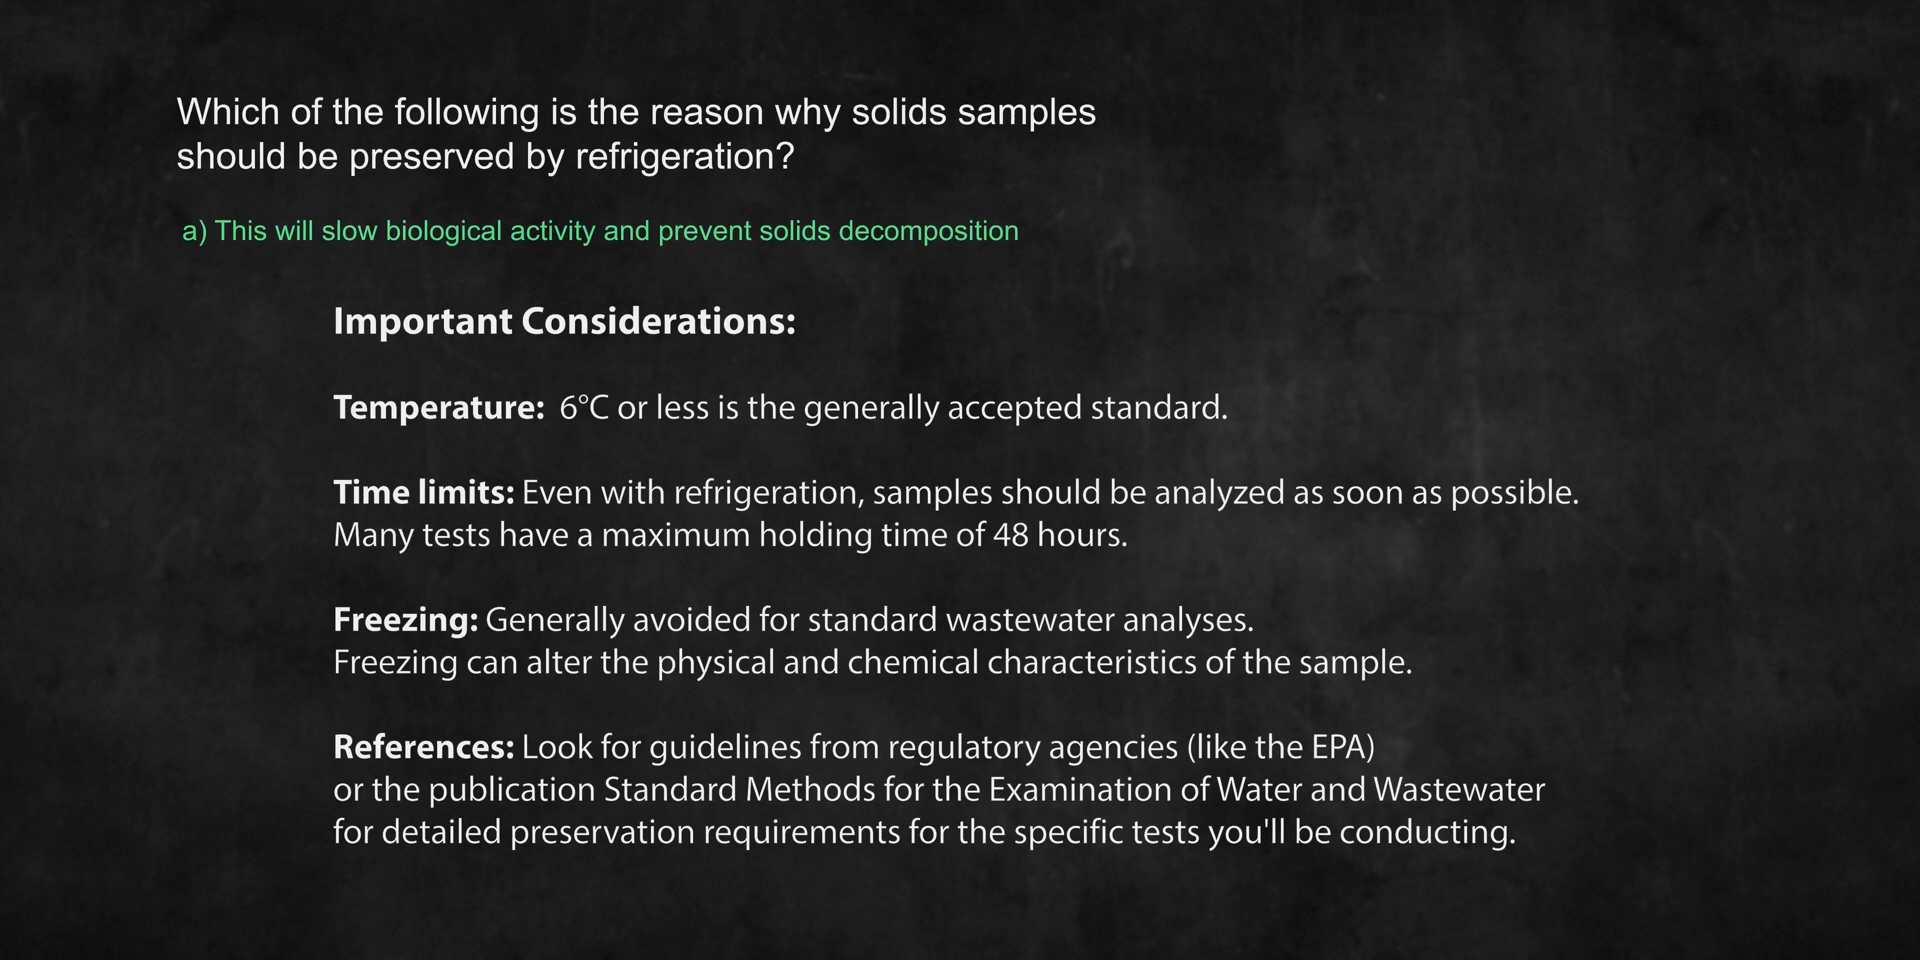 Which of the following is the reason why solids samples
should be preserved by refrigeration?
a) This will slow biological activity and prevent solids decomposition
Important Considerations:
Temperature: 6°C or less is the generally accepted standard.
Time limits: Even with refrigeration, samples should be analyzed as soon as possible.
Many tests have a maximum holding time of 48 hours.
Freezing: Generally avoided for standard wastewater analyses.
Freezing can alter the physical and chemical characteristics of the sample.
References: Look for guidelines from regulatory agencies (like the EPA)
or the publication Standard Methods for the Examination of Water and Wastewater
for detailed preservation requirements for the specific tests you'll be conducting.